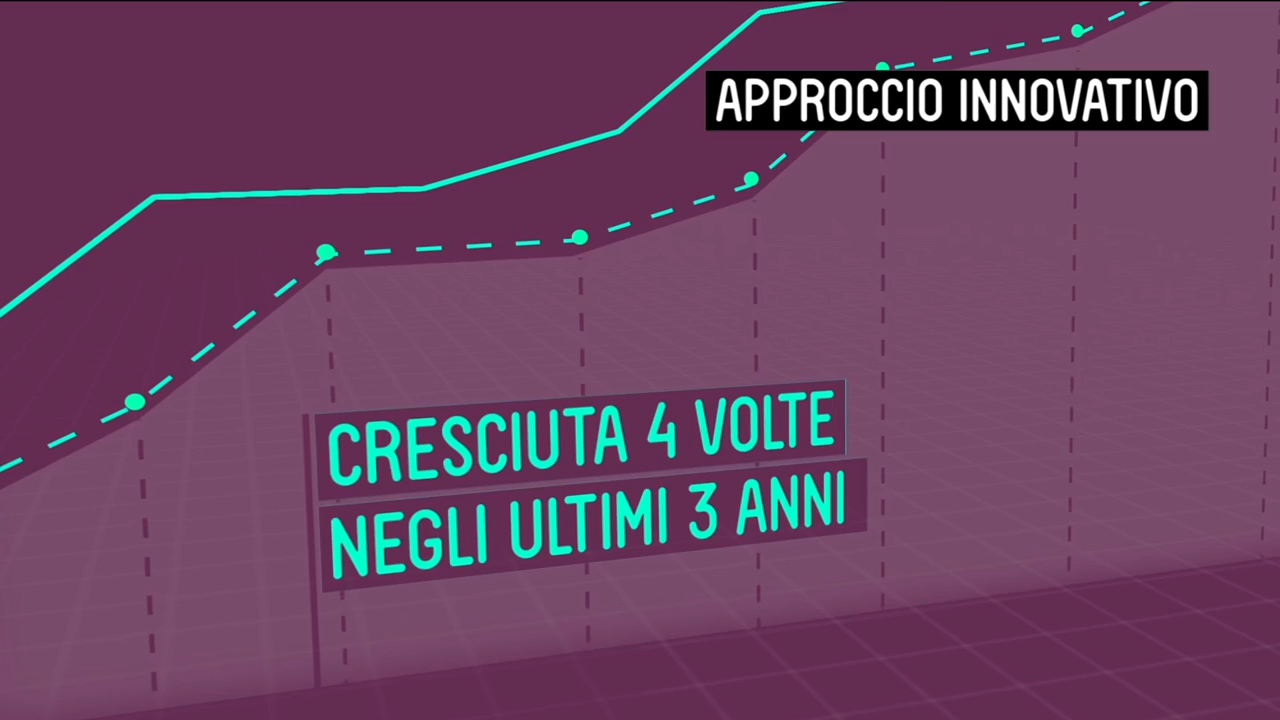 APPROCCIO INNOVATIVO
CRESCIUTA 4 VOLTE
NEGLI ULTIMI 3 ANNI